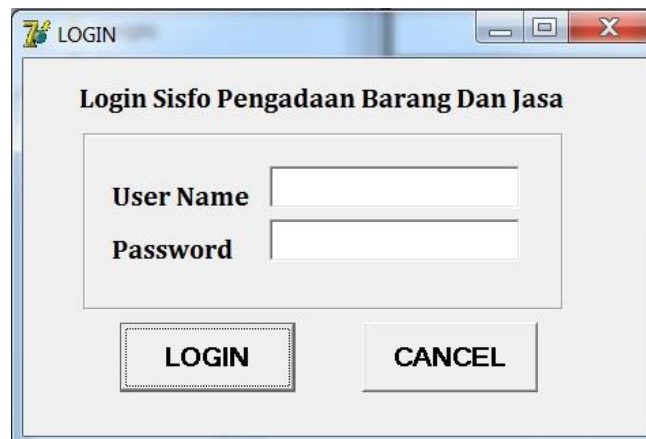 LOGIN
Login Sisfo Pengadaan Barang Dan Jasa
User Name
Password
LOGIN CANCEL